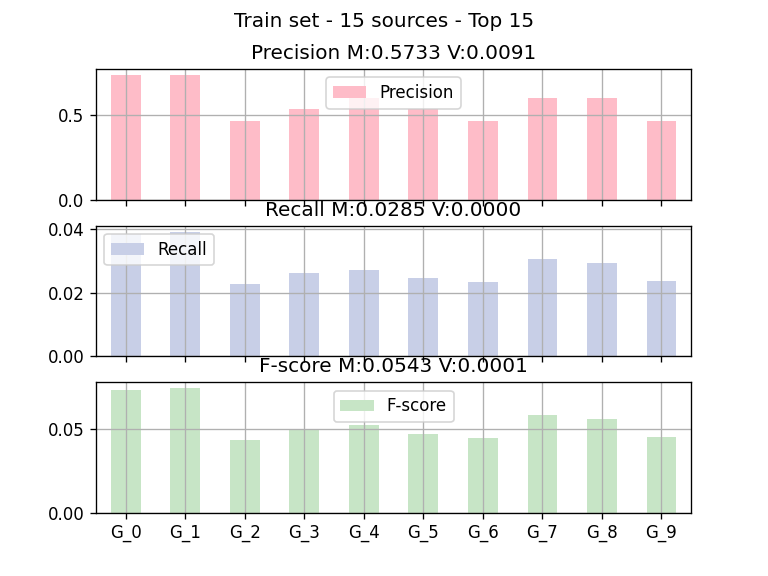 Train set - 15 sources - Top 15
Precision M:0.5733 V:0.0091
Precision
0.5
0.0
Recall M:0.0285 V:0.0000
0.04
Recall
0.02
0.00
F-score M:0.0543 V:0.0001
F-score
0.05
0.00
G_0 G_1 G_2 G_3 G_4 G_5 G_6 G_7 G_8 G_9